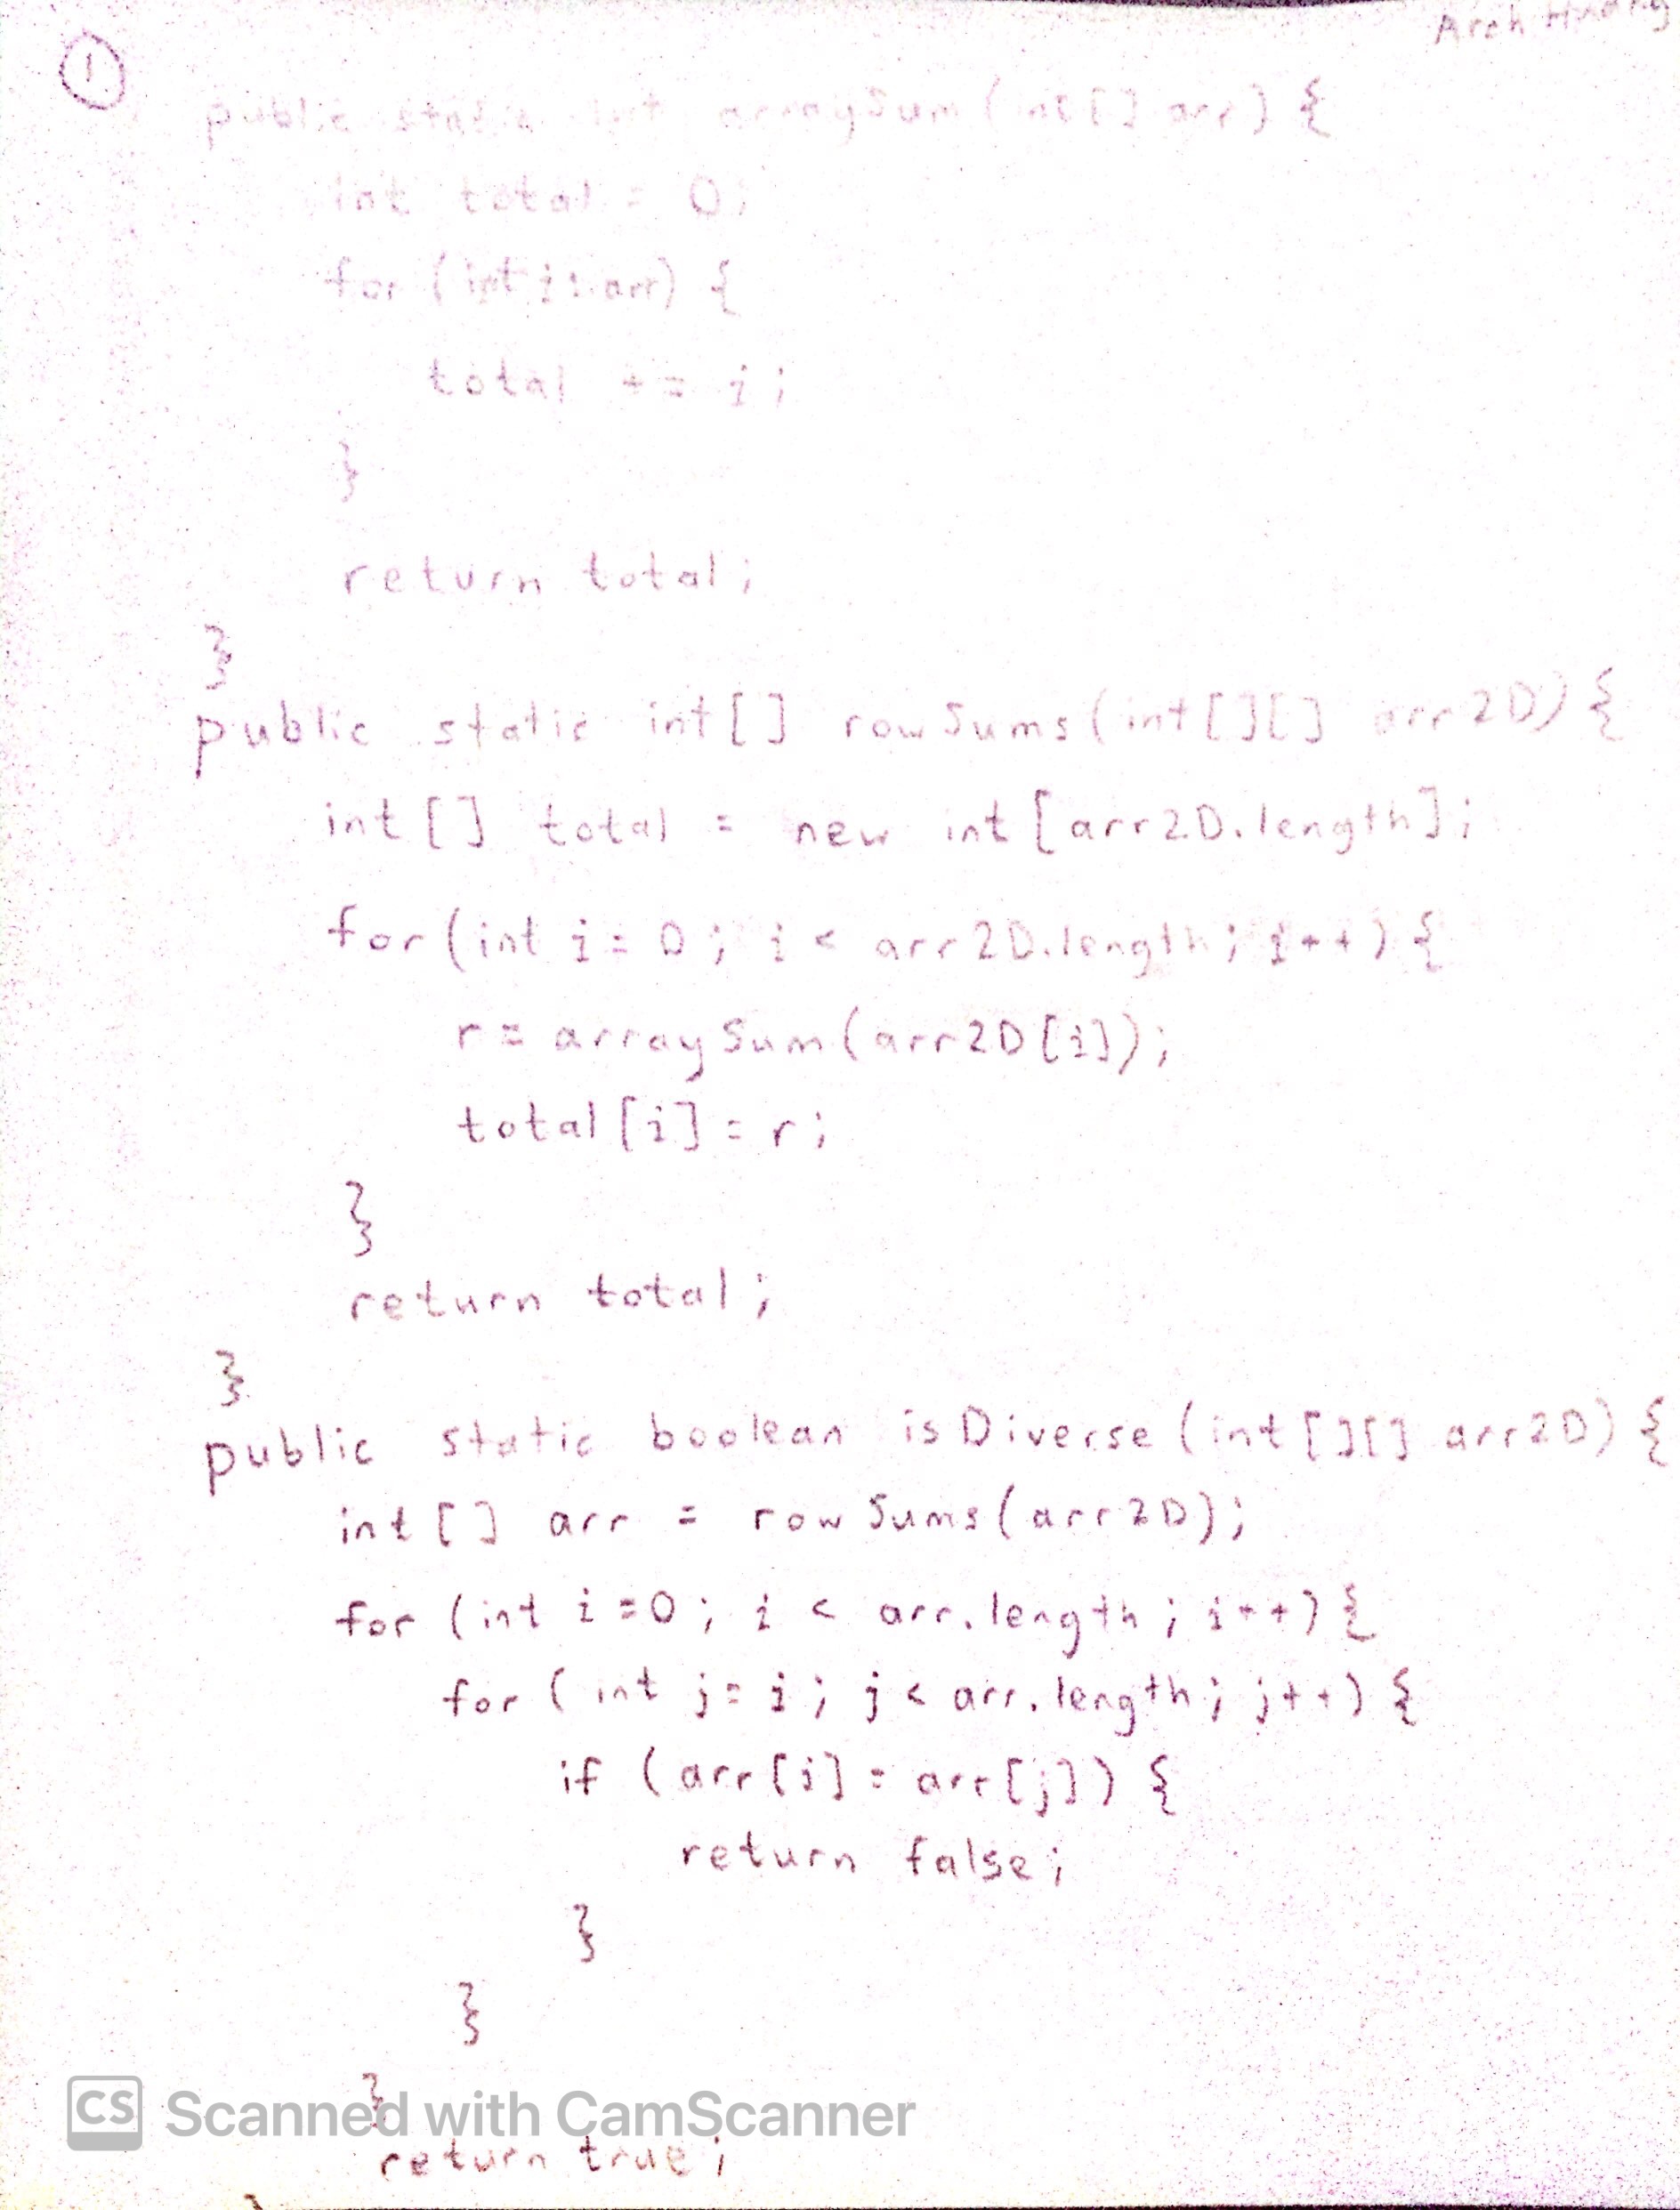 Arch
1
public static int arraySum(int[] arr) {
int total = 0;
for (int i : arr) {
total += i;
}
return total;
}
public static int[] rowSums(int[][] arr2D) {
int[] total = new int[arr2D.length];
for(int i = 0; i < arr2D.length; i++) {
r = arraySum(arr2D[i]);
total[i] = r;
}
return total;
}
public static boolean isDiverse(int[][] arr2D) {
int[] arr = rowSums(arr2D);
for (int i = 0; i < arr.length; i++) {
for (int j = i; j < arr.length; j++) {
if (arr[i] = arr[j]) {
return false;
}
}
}
CS Scanned with CamScanner
return true;
}